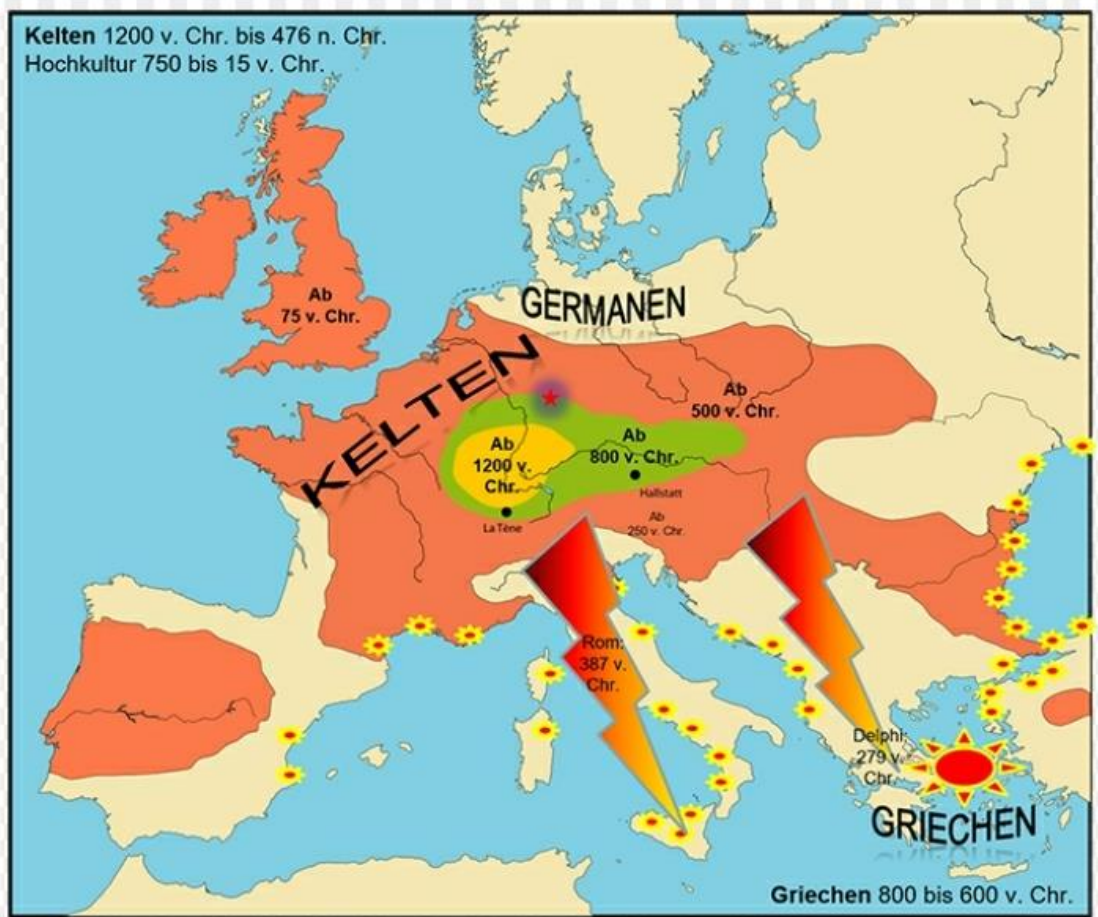 Kelten 1200 v. Chr. bis 476 n. Chr.
Hochkultur 750 bis 15 v. Chr.
Ab
75 v. Chr.
GERMANEN
KELTEN
Ab
500 v. Chr.
Ab
1200 v.
Chr.
Ab
800 v. Chr.
Hallstatt
La Tène
Ab
250 v. Chr.
Rom:
387 v.
Chr.
Delphi:
279 v.
Chr.
GRIECHEN
Griechen 800 bis 600 v. Chr.